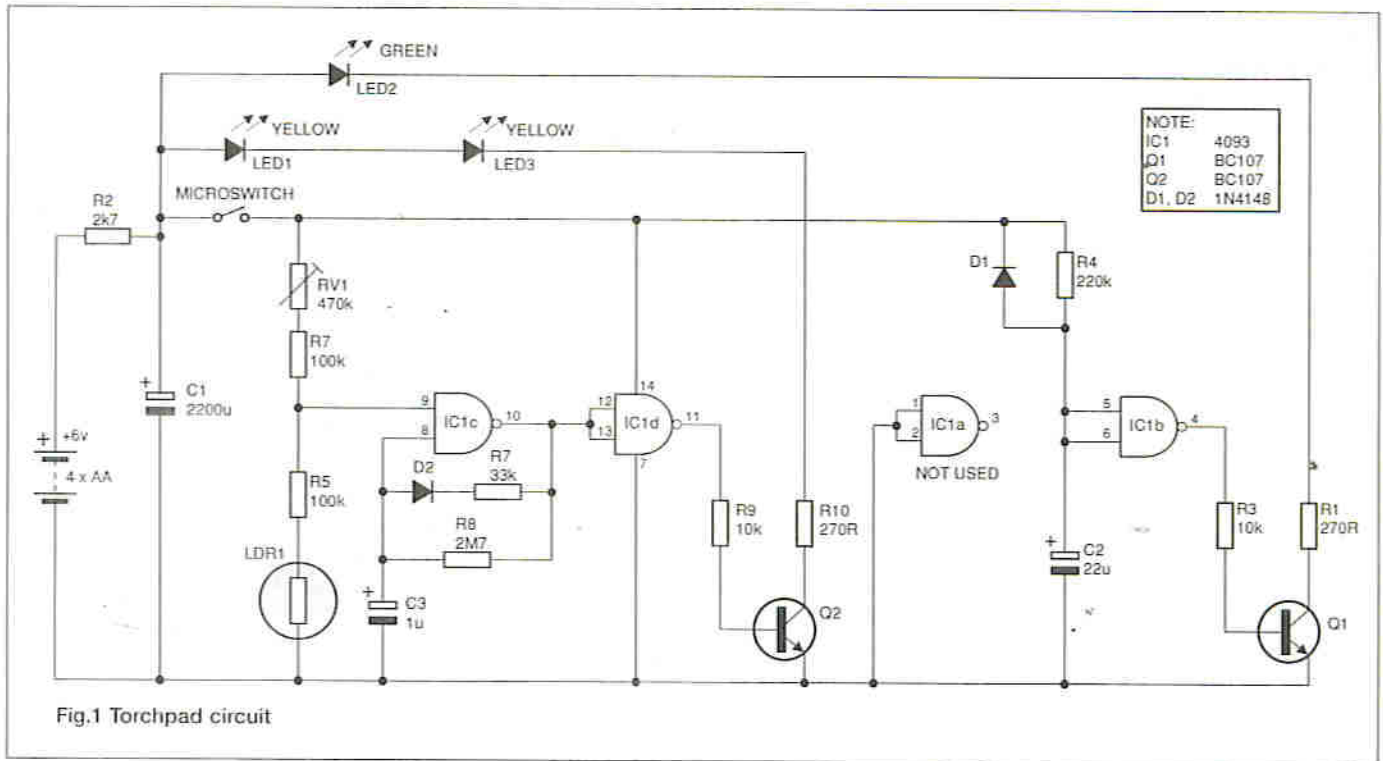 GREEN
LED2
YELLOW
YELLOW
LED1
LED3
NOTE:
IC1 4093
Q1 BC107
Q2 BC107
D1, D2 1N4148
MICROSWITCH
R2
2k7
RV1
470k
D1
R4
220k
R7
100k
C1
2200u
+
+6v
4 x AA
9
8
IC1c
10
12
13
14
IC1d
11
7
1
2
IC1a
3
NOT USED
5
6
IC1b
4
D2
R7
33k
R5
100k
R8
2M7
LDR1
+
C3
1u
R9
10k
R10
270R
Q2
+
C2
22u
R3
10k
R1
270R
Q1
Fig.1 Torchpad circuit